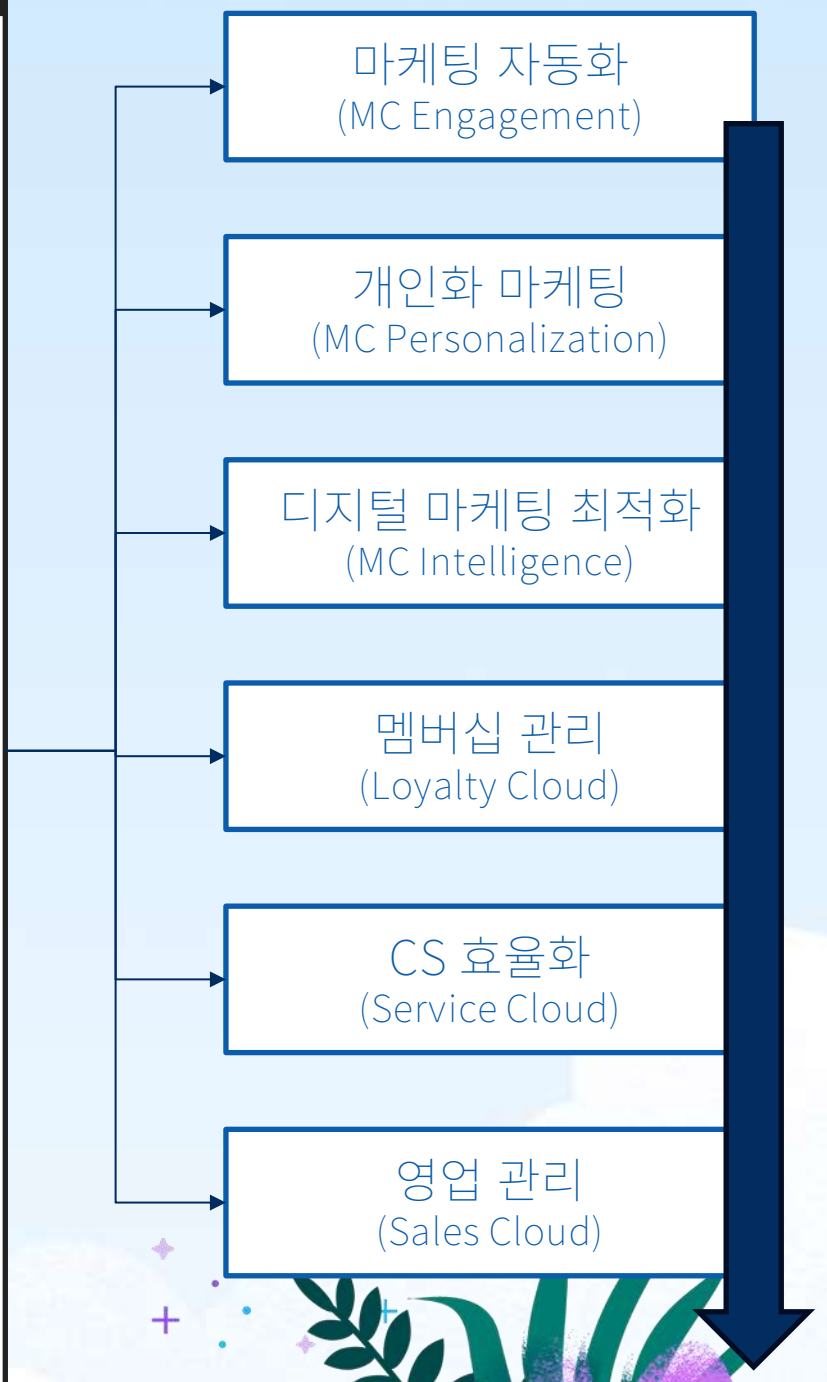 마케팅 자동화
(MC Engagement)
개인화 마케팅
(MC Personalization)
디지털 마케팅 최적화
(MC Intelligence)
멤버십 관리
(Loyalty Cloud)
CS 효율화
(Service Cloud)
영업 관리
(Sales Cloud)